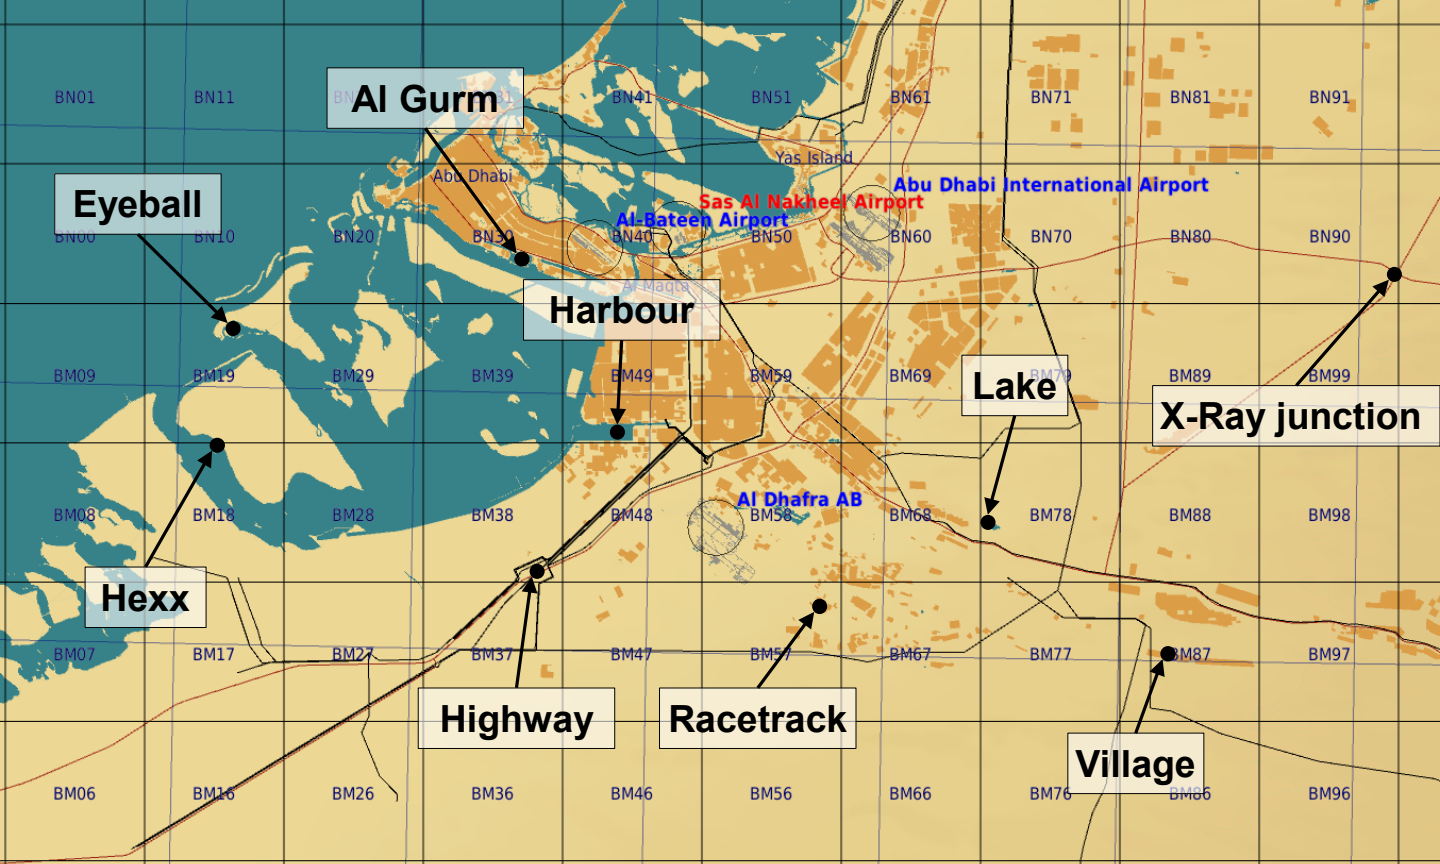 BN01 BN11 BN41 BN51 BN61 BN71 BN81 BN91
Al Gurm
Yas Island
Abu Dhabi
Abu Dhabi International Airport
Sas Al Nakheel Airport
Al-Bateen Airport
Eyeball
BN00 BN10 BN20 BN30 BN40 BN50 BN60 BN70 BN80 BN90
Al Maqta
Harbour
BM09 BM19 BM29 BM39 BM49 BM59 BM69 BM79 BM89 BM99
Lake
X-Ray junction
Al Dhafra AB
BM08 BM18 BM28 BM38 BM48 BM58 BM68 BM78 BM88 BM98
Hexx
BM07 BM17 BM27 BM37 BM47 BM57 BM67 BM77 BM87 BM97
Highway
Racetrack
Village
BM06 BM16 BM26 BM36 BM46 BM56 BM66 BM76 BM86 BM96